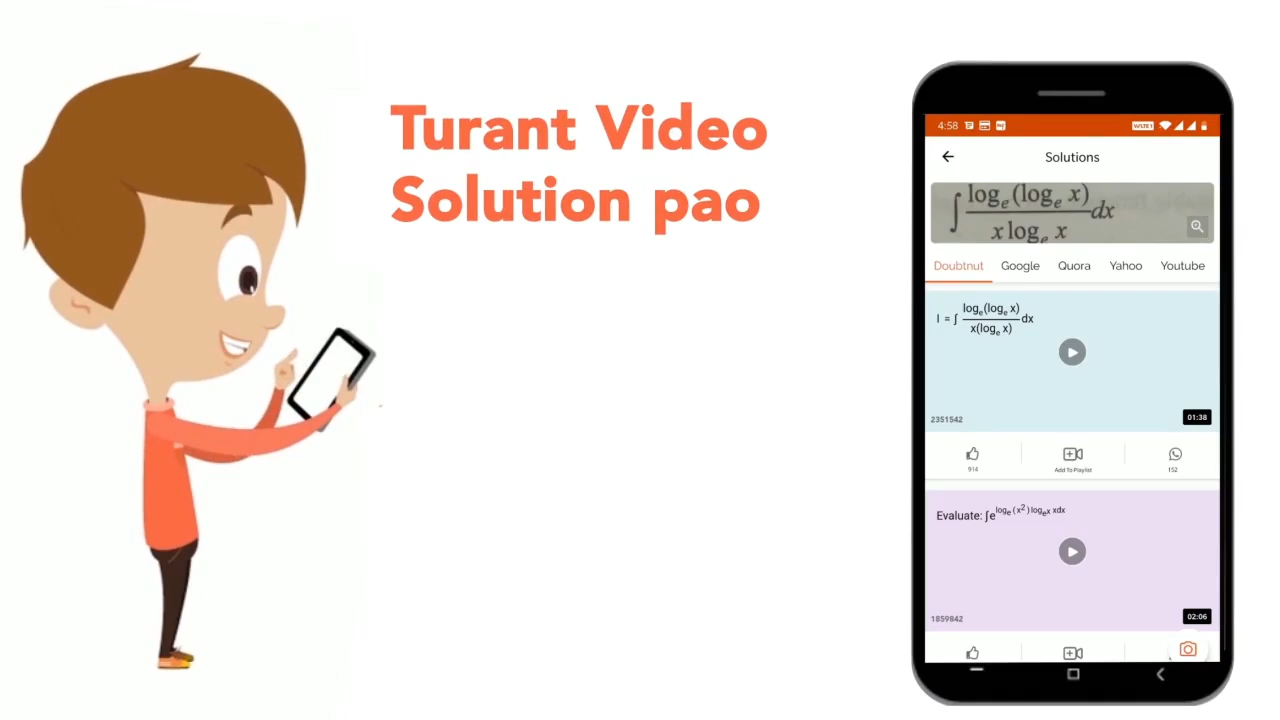 Turant Video
Solution pao
4:58
VoLTE1
Solutions
∫ logₑ(logₑ x) / x logₑ x dx
Doubtnut Google Quora Yahoo Youtube
I = ∫ logₑ(logₑ x) / x(logₑ x) dx
2351542 01:38
914 Add To Playlist 152
Evaluate: ∫e^logₑ(x²)logₑx xdx
1859842 02:06